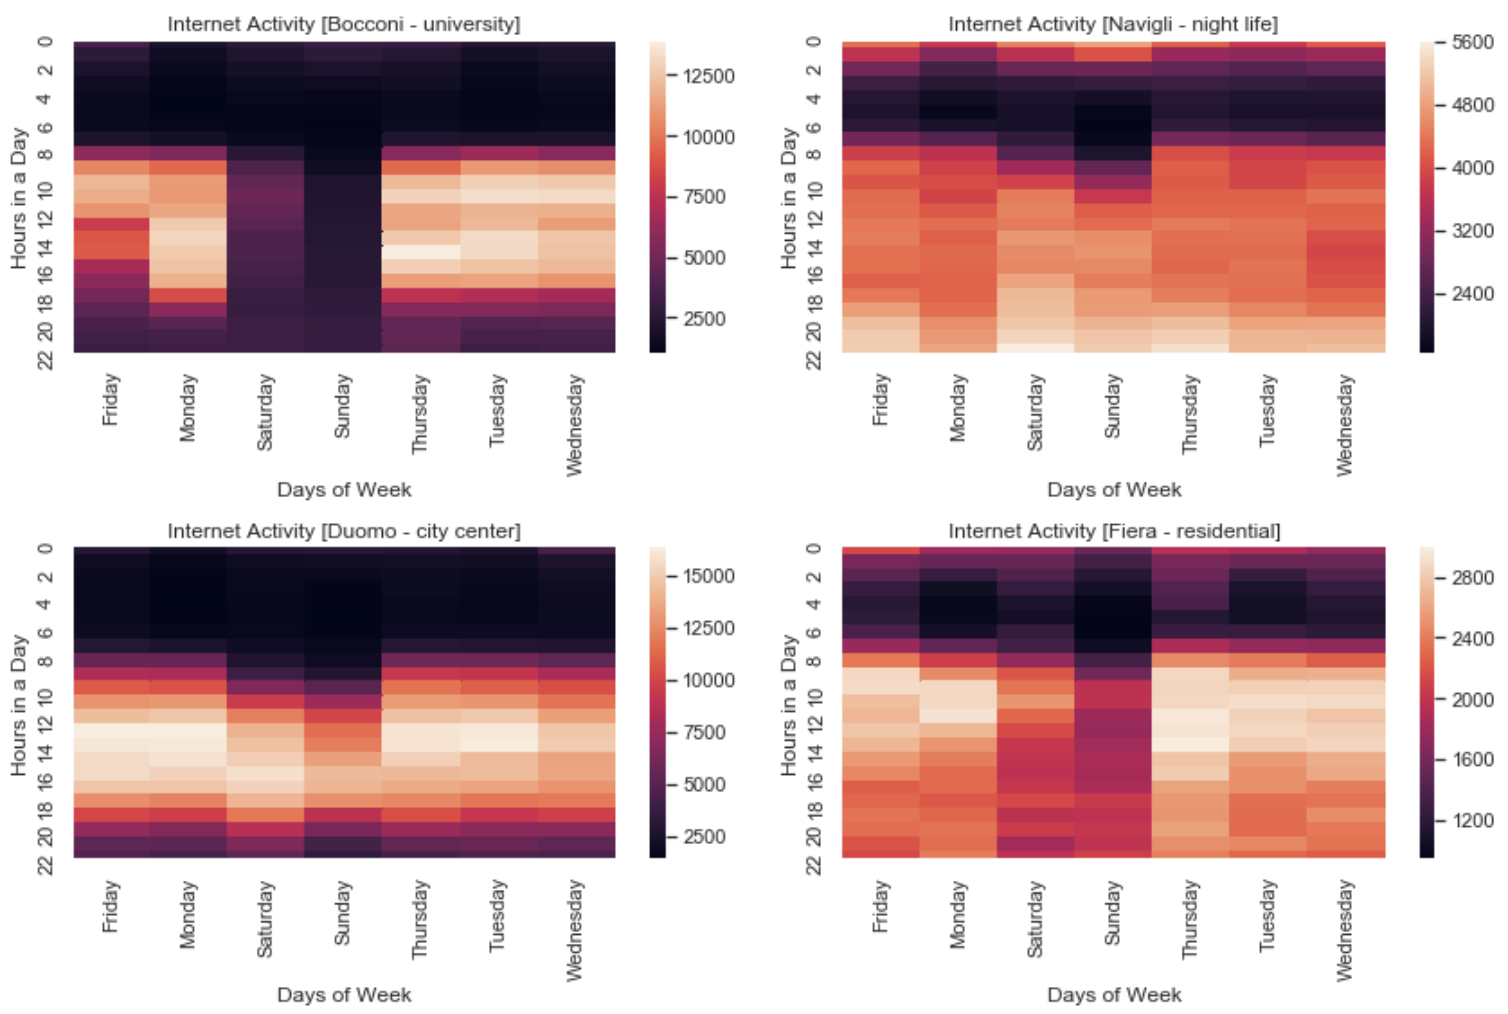 Internet Activity [Bocconi - university]
0
2
4
6
8
10
12
14
16
18
20
22
Hours in a Day
Friday
Monday
Saturday
Sunday
Thursday
Tuesday
Wednesday
Days of Week
12500
10000
7500
5000
2500
Internet Activity [Navigli - night life]
0
2
4
6
8
10
12
14
16
18
20
22
Hours in a Day
Friday
Monday
Saturday
Sunday
Thursday
Tuesday
Wednesday
Days of Week
5600
4800
4000
3200
2400
Internet Activity [Duomo - city center]
0
2
4
6
8
10
12
14
16
18
20
22
Hours in a Day
Friday
Monday
Saturday
Sunday
Thursday
Tuesday
Wednesday
Days of Week
15000
12500
10000
7500
5000
2500
Internet Activity [Fiera - residential]
0
2
4
6
8
10
12
14
16
18
20
22
Hours in a Day
Friday
Monday
Saturday
Sunday
Thursday
Tuesday
Wednesday
Days of Week
2800
2400
2000
1600
1200